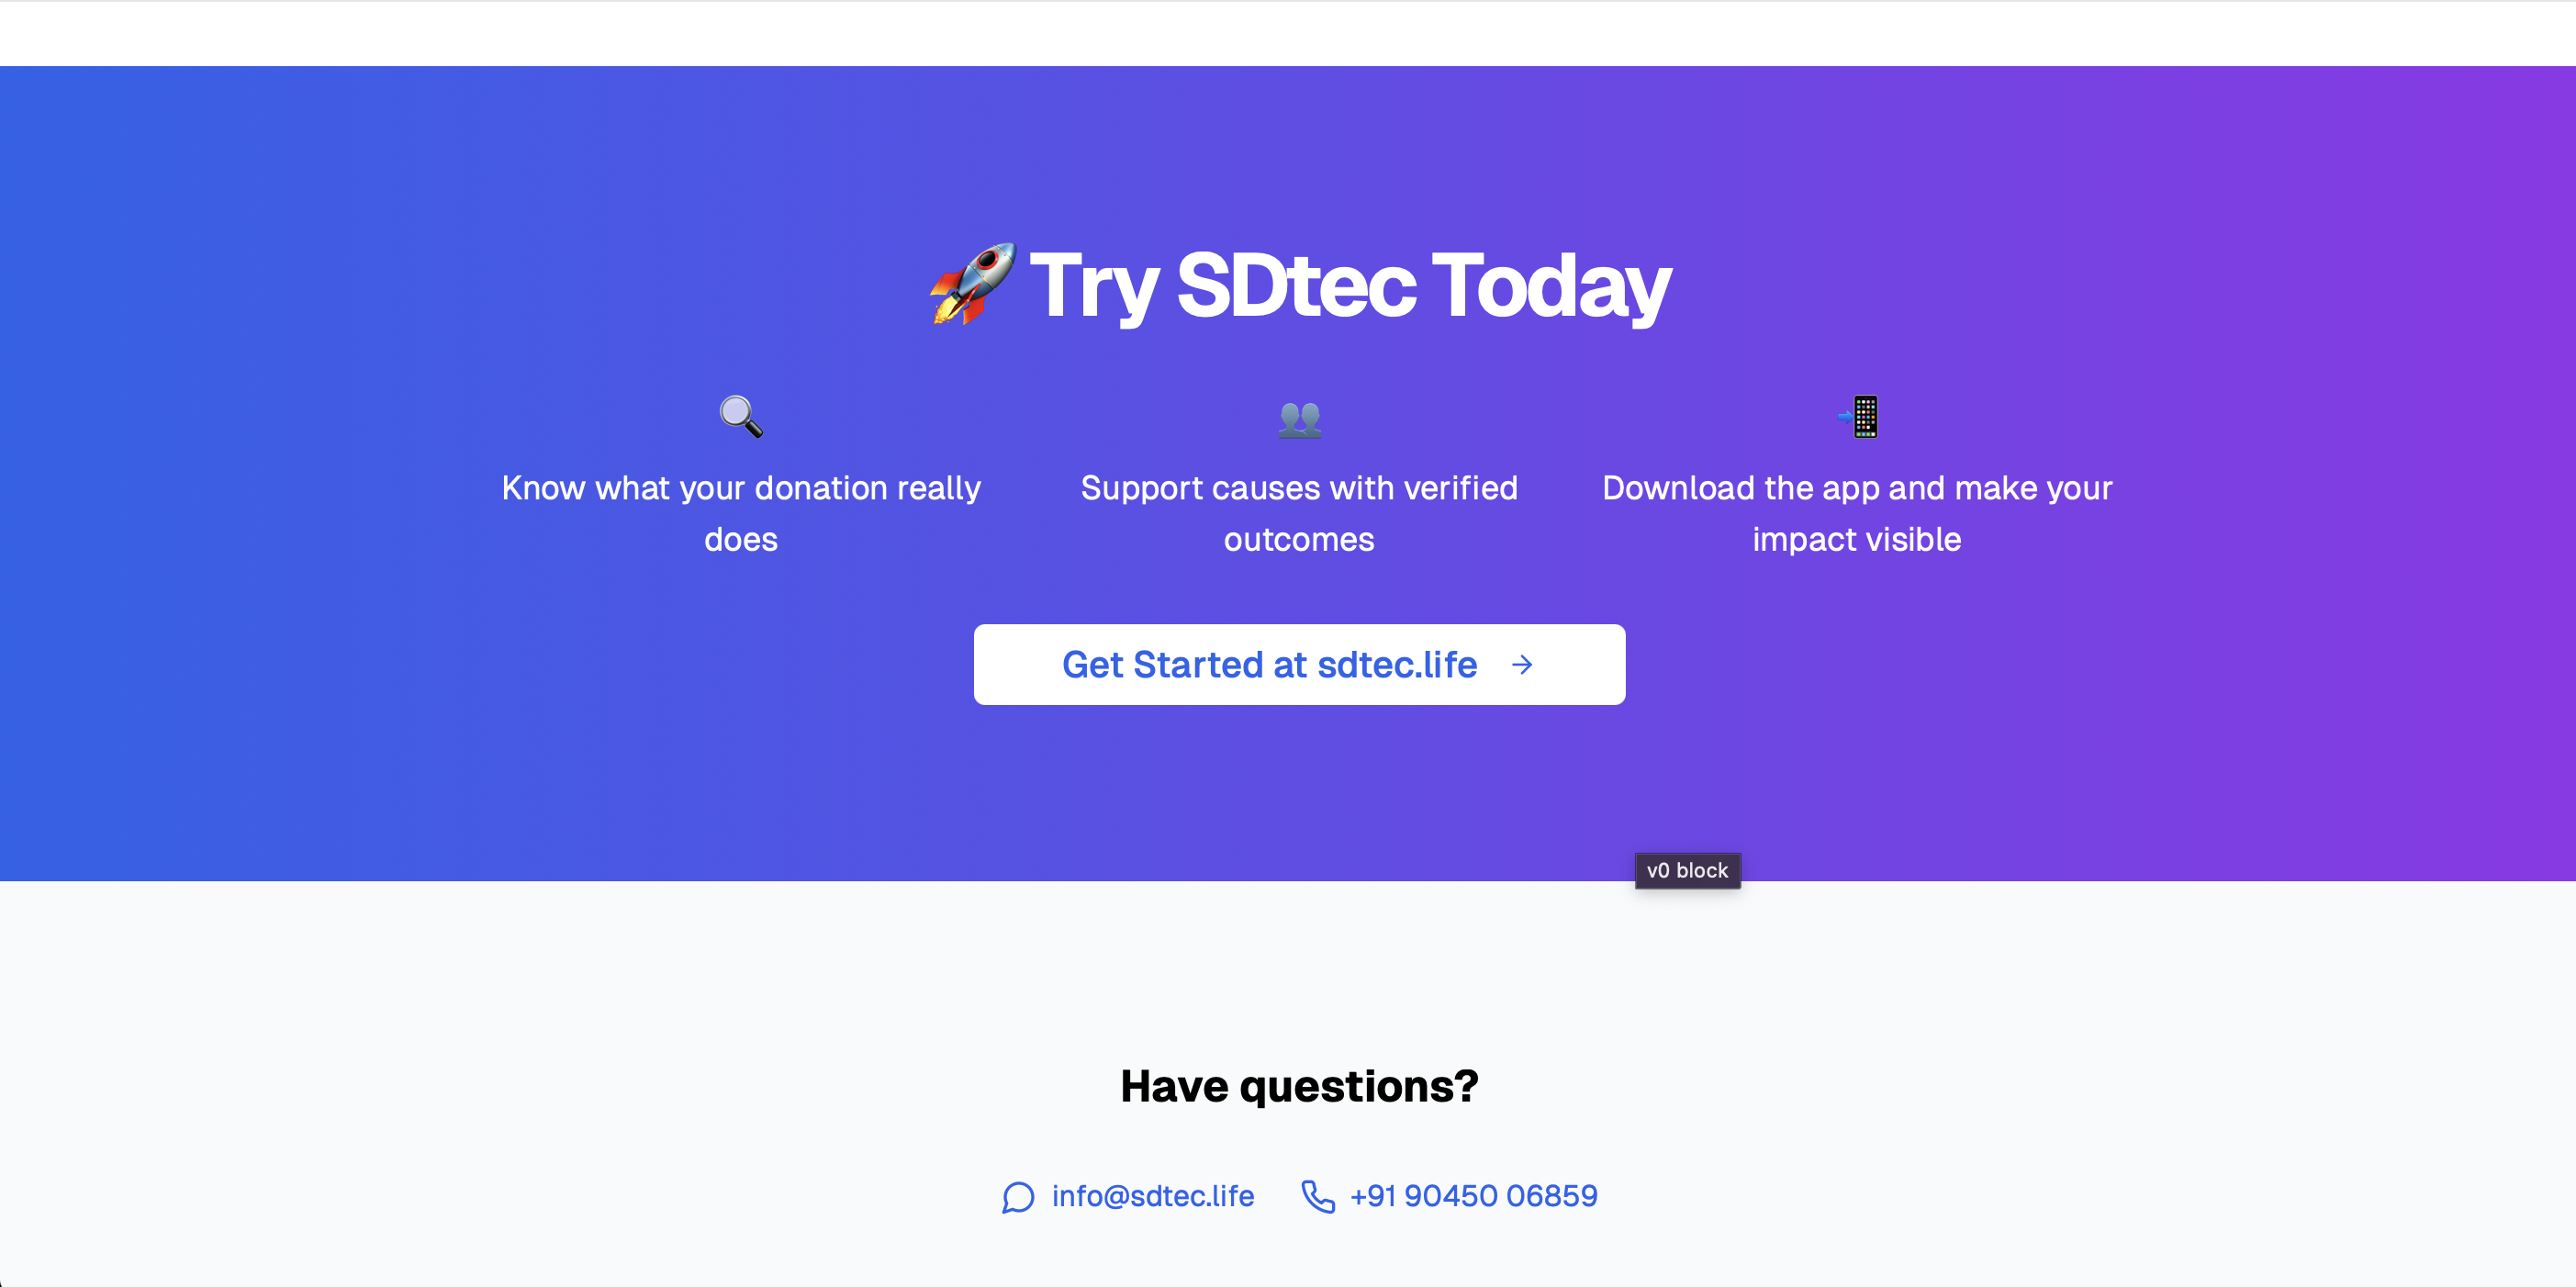 🚀 Try SDtec Today
🔍
Know what your donation really
does
👥
Support causes with verified
outcomes
📲
Download the app and make your
impact visible
Get Started at sdtec.life →
v0 block
Have questions?
info@sdtec.life
+91 90450 06859